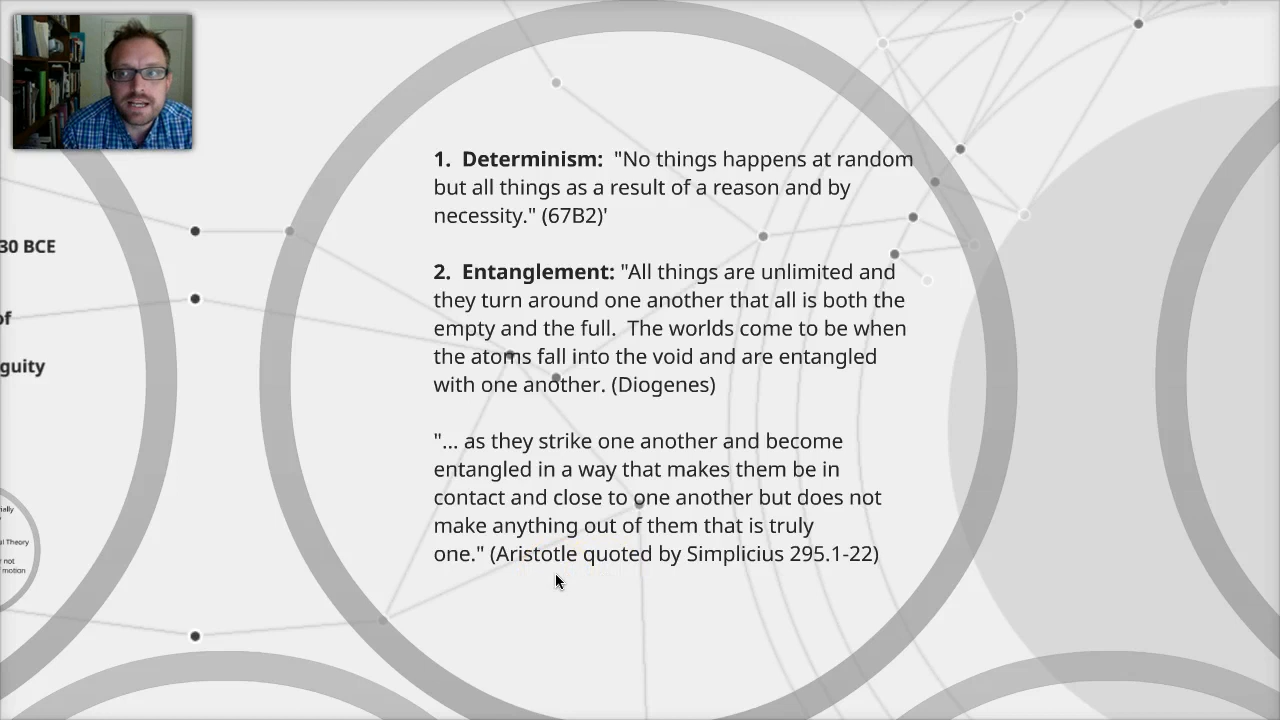 1. Determinism: "No things happens at random
but all things as a result of a reason and by
necessity." (67B2)'
2. Entanglement: "All things are unlimited and
they turn around one another that all is both the
empty and the full. The worlds come to be when
the atoms fall into the void and are entangled
with one another. (Diogenes)
"... as they strike one another and become
entangled in a way that makes them be in
contact and close to one another but does not
make anything out of them that is truly
one." (Aristotle quoted by Simplicius 295.1-22)
30 BCE
of
guity
ially
l Theory
r not
motion